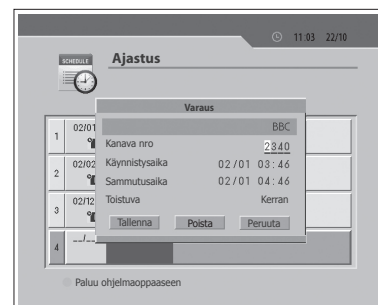 11:03 22/10
SCHEDULE
Ajastus
Varaus
BBC
1 02/01
Kanava nro 2340
Käynnistysaika 02/01 03:46
2 02/02
Sammutusaika 02/01 04:46
Toistuva Kerran
3 02/12
Tallenna Poista Peruuta
4 __/__
Paluu ohjelmaoppaaseen